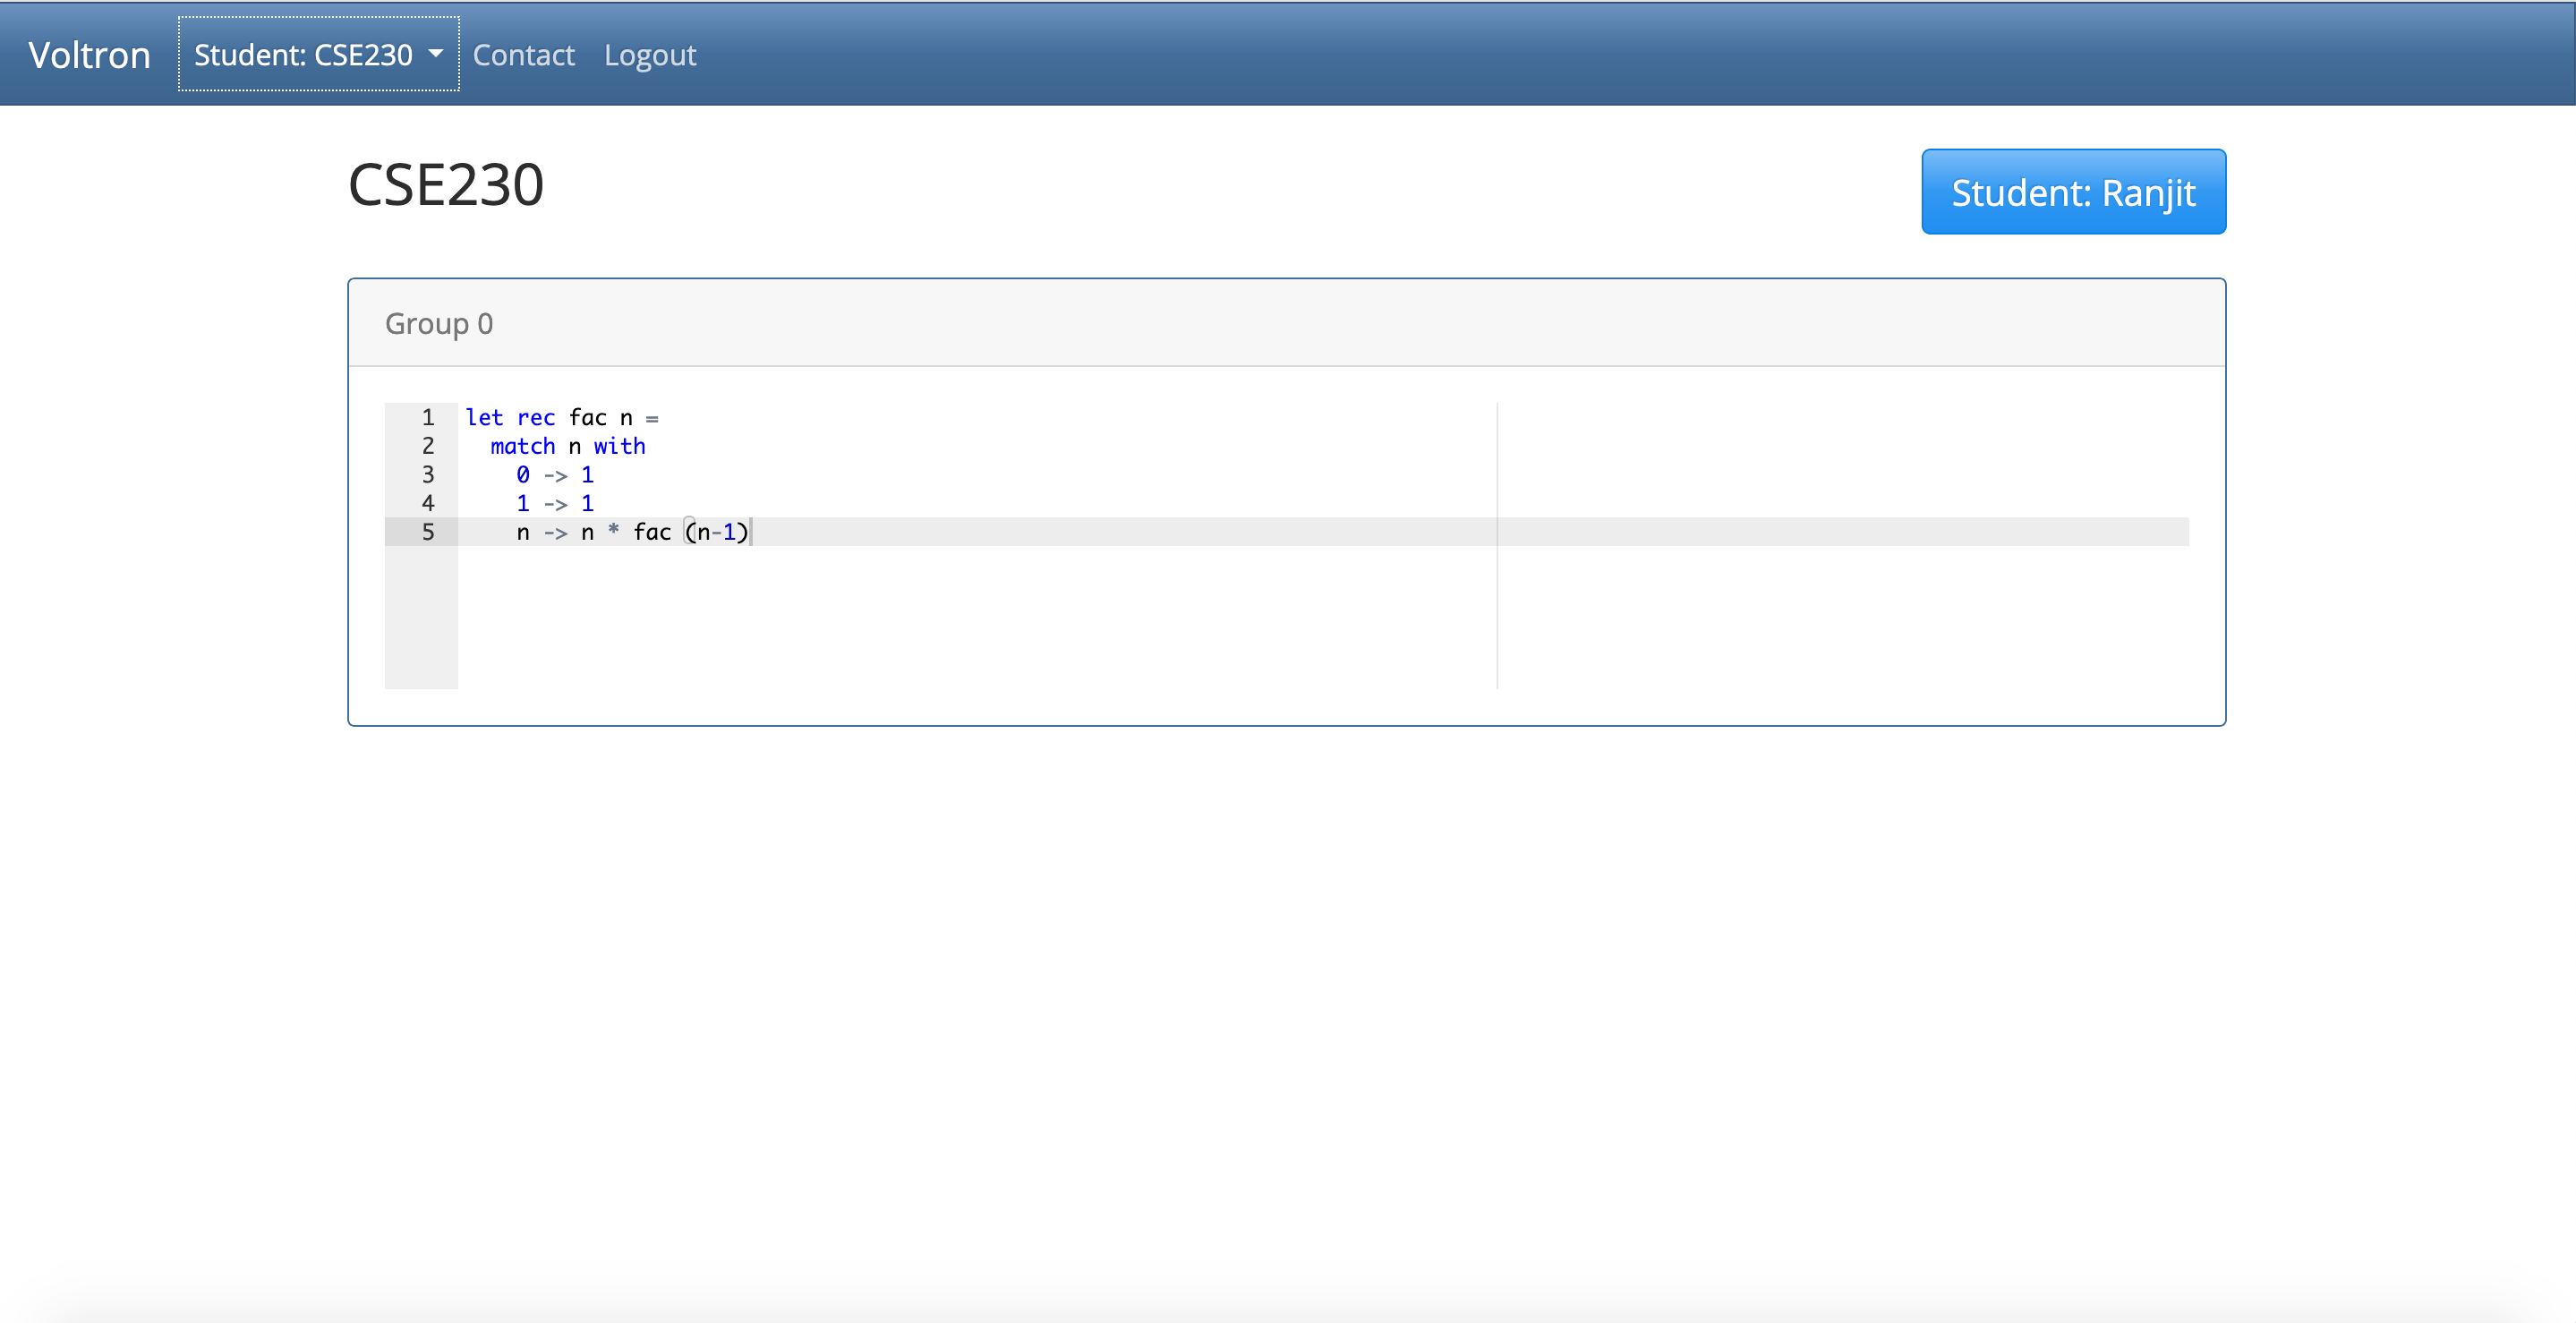 Voltron Student: CSE230 Contact Logout
CSE230
Student: Ranjit
Group 0
1 let rec fac n =
2   match n with
3     0 -> 1
4     1 -> 1
5     n -> n * fac (n-1)